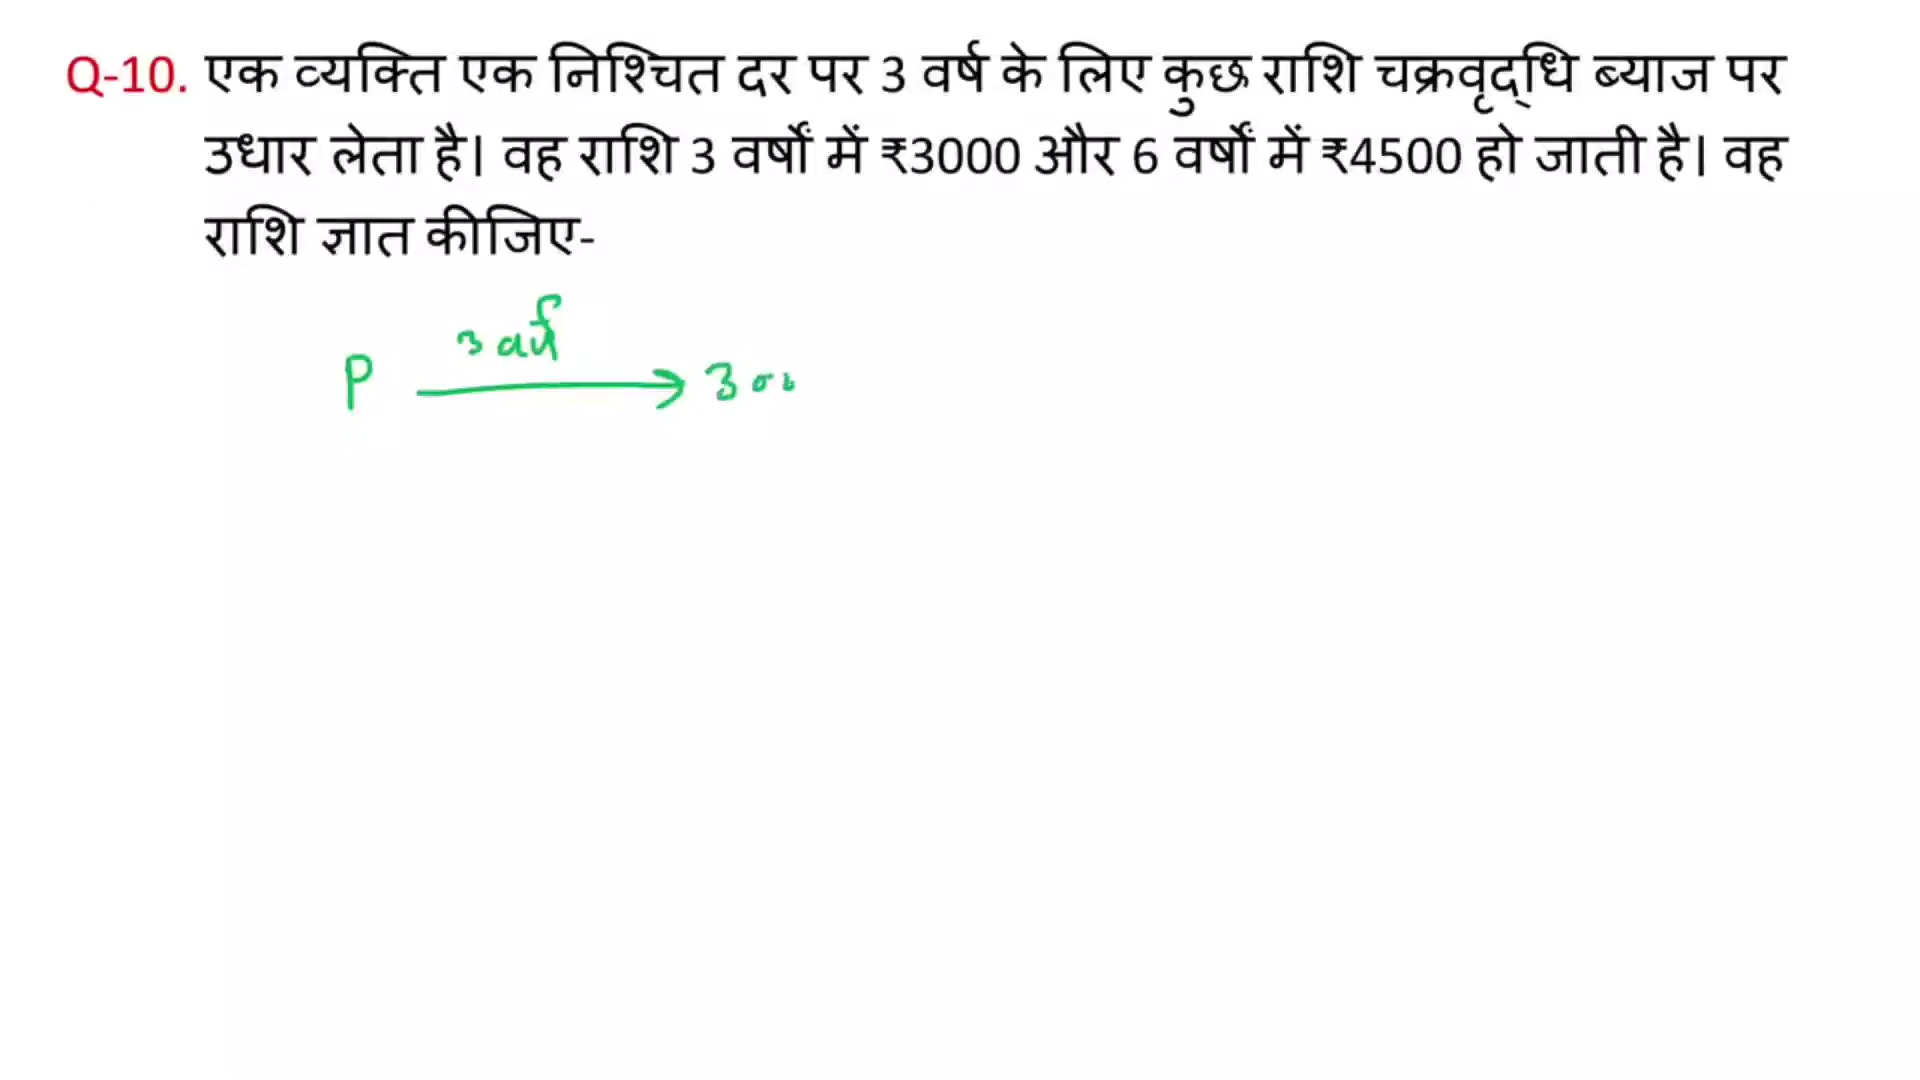 Q-10. एक व्यक्ति एक निश्चित दर पर 3 वर्ष के लिए कुछ राशि चक्रवृद्धि ब्याज पर
उधार लेता है। वह राशि 3 वर्षों में ₹3000 और 6 वर्षों में ₹4500 हो जाती है। वह
राशि ज्ञात कीजिए-
3 वर्ष
P → 300